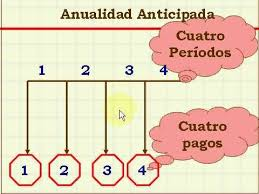 Anualidad Anticipada
Cuatro
Períodos
1 2 3 4
Cuatro
pagos
1 2 3 4